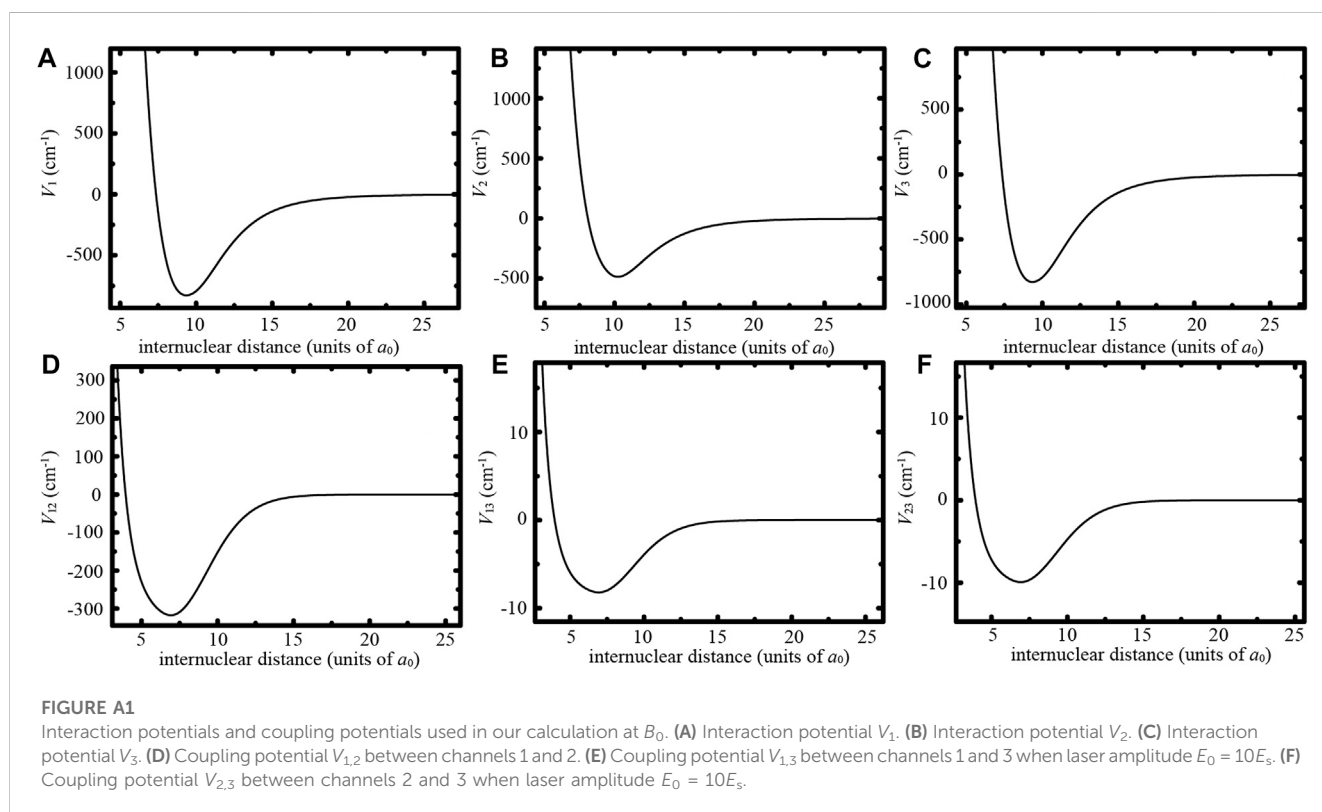 A
V1 (cm-1)
1000
500
0
-500
5 10 15 20 25
internuclear distance (units of a0)
B
V2 (cm-1)
1000
500
0
-500
5 10 15 20 25
internuclear distance (units of a0)
C
V3 (cm-1)
500
0
-500
-1000
5 10 15 20 25
internuclear distance (units of a0)
D
V12 (cm-1)
300
200
100
0
-100
-200
-300
5 10 15 20 25
internuclear distance (units of a0)
E
V13 (cm-1)
10
0
-10
5 10 15 20 25
internuclear distance (units of a0)
F
V23 (cm-1)
10
0
-10
5 10 15 20 25
internuclear distance (units of a0)
FIGURE A1
Interaction potentials and coupling potentials used in our calculation at B0. (A) Interaction potential V1. (B) Interaction potential V2. (C) Interaction
potential V3. (D) Coupling potential V1,2 between channels 1 and 2. (E) Coupling potential V1,3 between channels 1 and 3 when laser amplitude E0 = 10Es. (F)
Coupling potential V2,3 between channels 2 and 3 when laser amplitude E0 = 10Es.